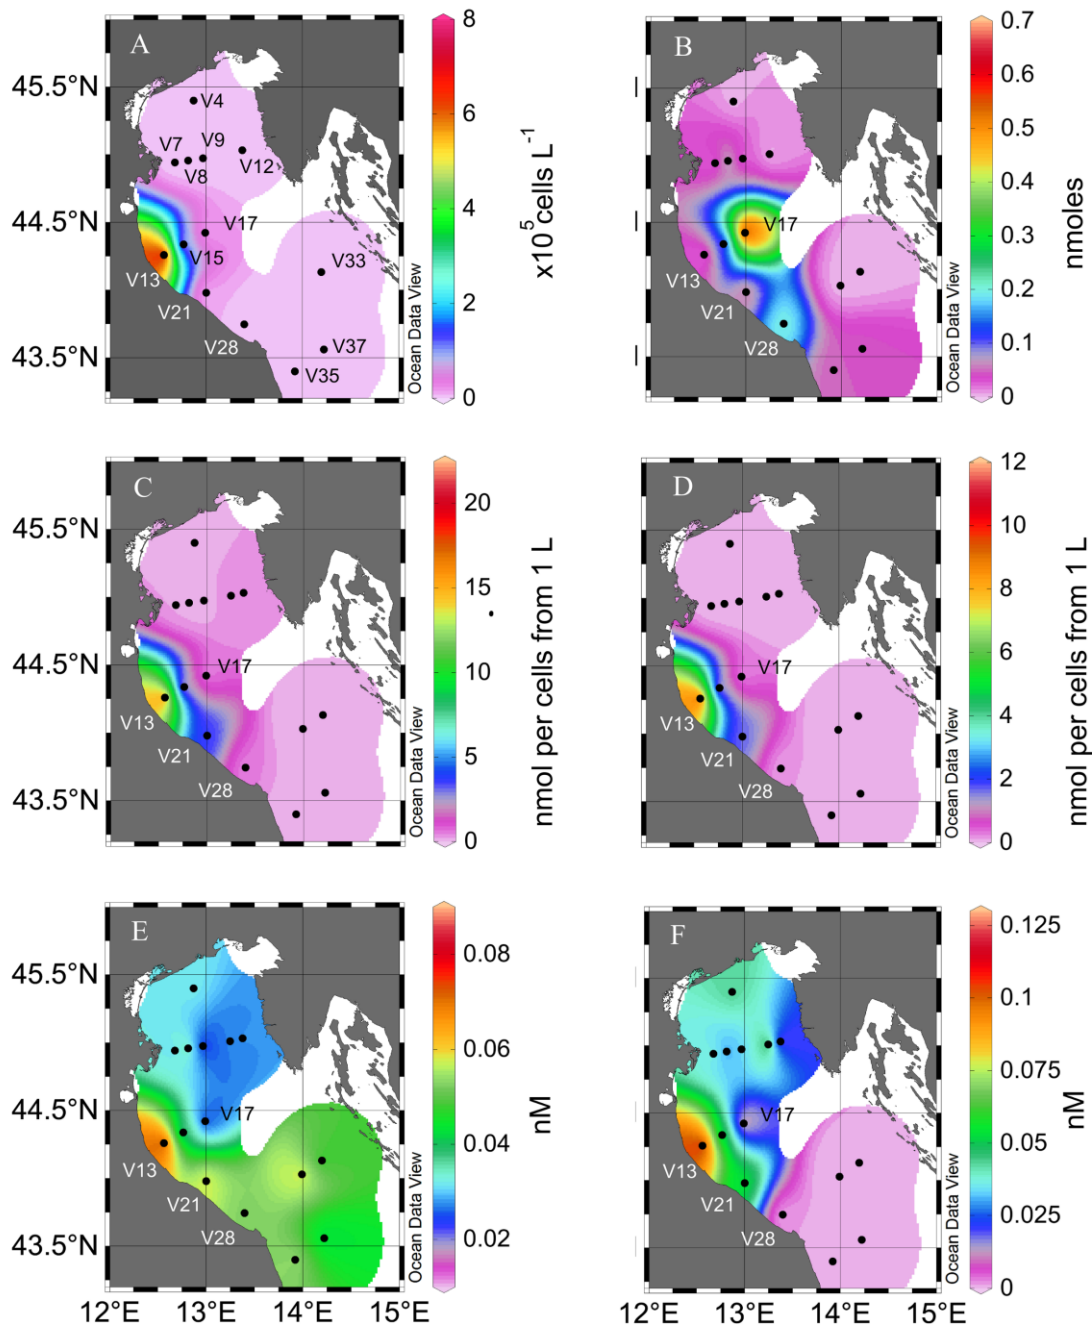 A
45.5°N
44.5°N
43.5°N
V4
V7
V9
V8
V12
V17
V15
V13
V21
V28
V33
V37
V35
Ocean Data View
8
6
4
2
0
x10⁵cells L⁻¹
B
V17
V13
V21
V28
Ocean Data View
0.7
0.6
0.5
0.4
0.3
0.2
0.1
0
nmoles
C
45.5°N
44.5°N
43.5°N
V17
V13
V21
V28
Ocean Data View
20
15
10
5
0
nmol per cells from 1 L
D
V17
V13
V21
V28
Ocean Data View
12
10
8
6
4
2
0
nmol per cells from 1 L
E
45.5°N
44.5°N
43.5°N
V17
V13
V21
V28
Ocean Data View
0.08
0.06
0.04
0.02
nM
12°E 13°E 14°E 15°E
F
V17
V13
V21
V28
Ocean Data View
0.125
0.1
0.075
0.05
0.025
0
nM
12°E 13°E 14°E 15°E